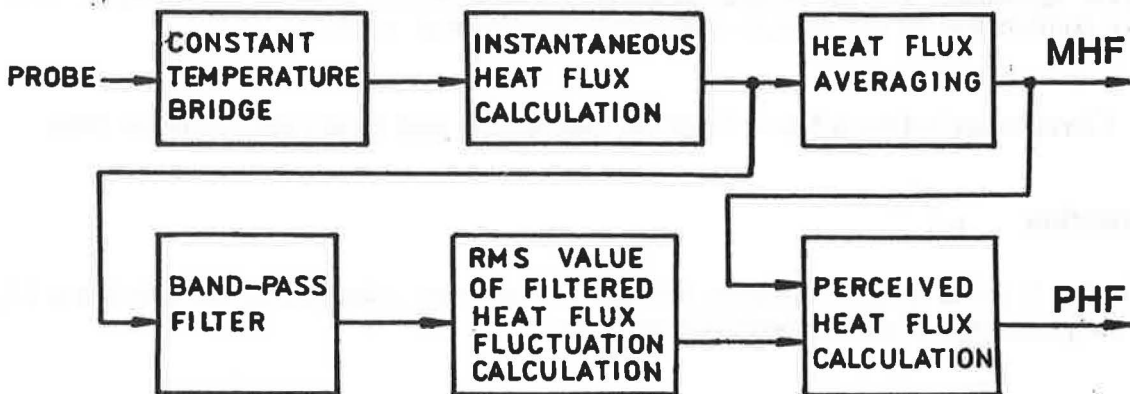 PROBE
CONSTANT
TEMPERATURE
BRIDGE
INSTANTANEOUS
HEAT FLUX
CALCULATION
HEAT FLUX
AVERAGING
MHF
BAND-PASS
FILTER
RMS VALUE
OF FILTERED
HEAT FLUX
FLUCTUATION
CALCULATION
PERCEIVED
HEAT FLUX
CALCULATION
PHF